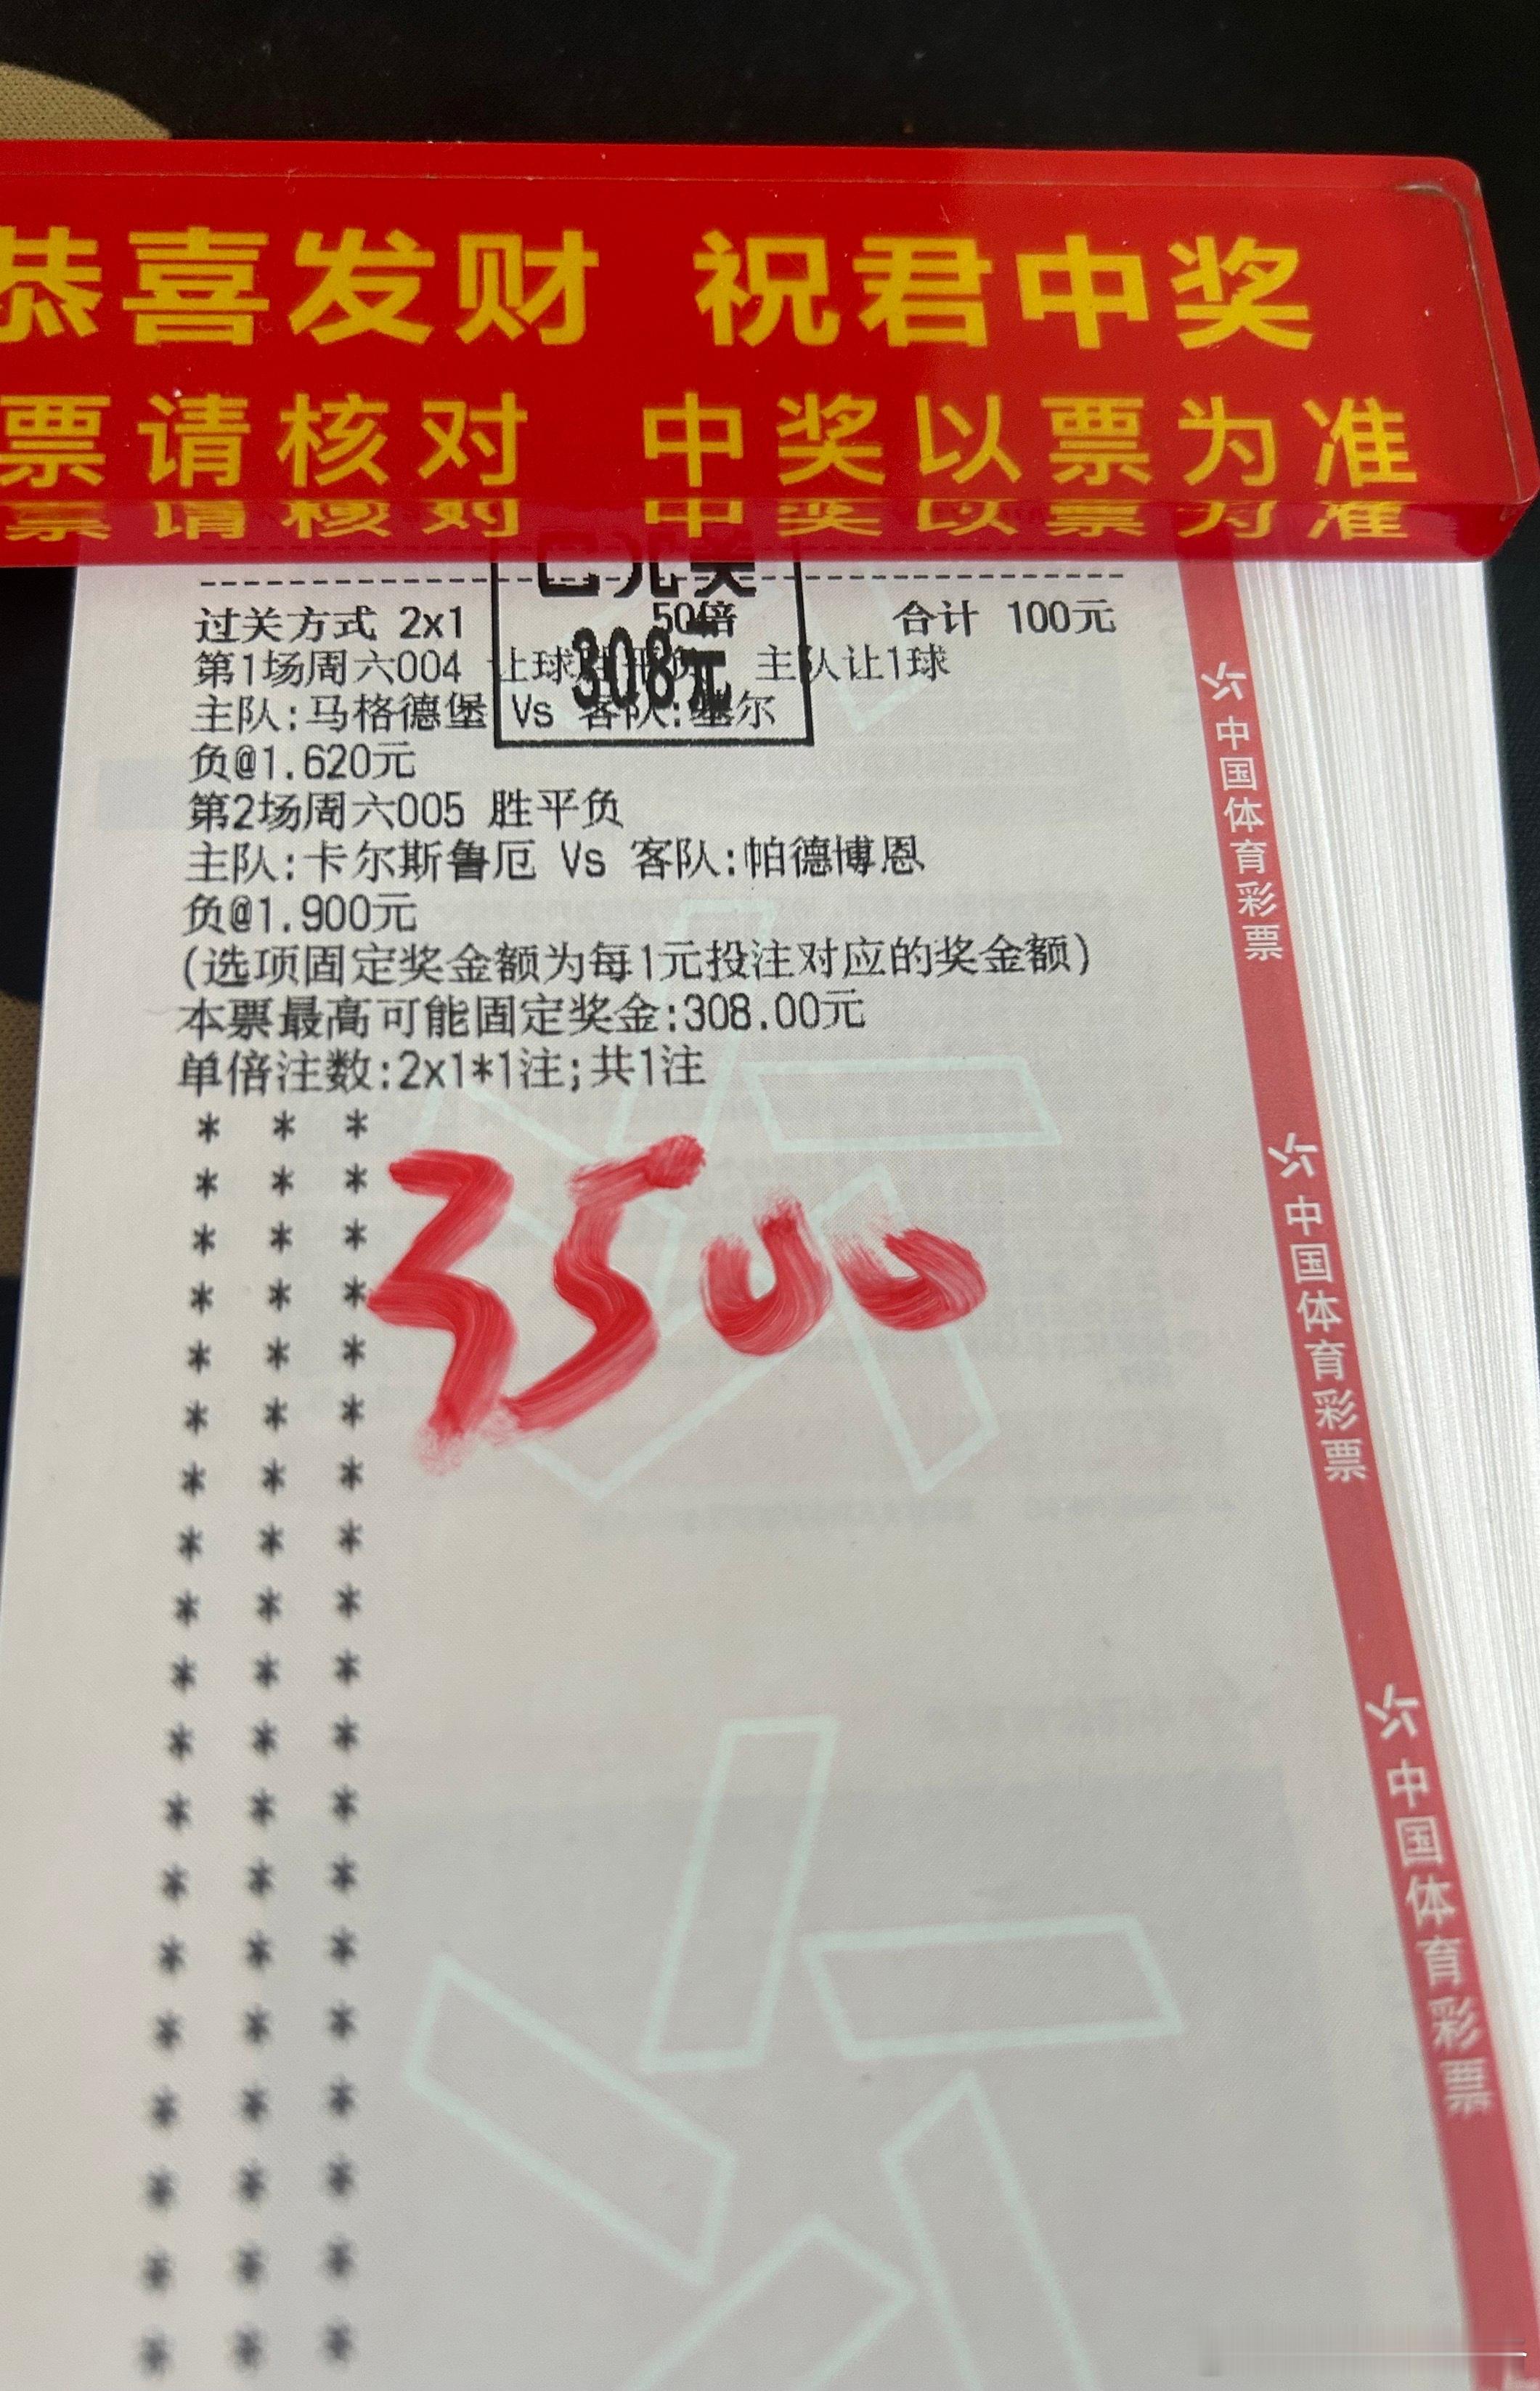 恭喜发财 祝君中奖
票请核对 中奖以票为准
已兑奖
308元
过关方式 2x1 50倍 合计 100元
第1场周六004 让球胜平负 主队让1球
主队:马格德堡 Vs 客队:基尔
负@1.620元
第2场周六005 胜平负
主队:卡尔斯鲁厄 Vs 客队:帕德博恩
负@1.900元
(选项固定奖金额为每1元投注对应的奖金额)
本票最高可能固定奖金:308.00元
单倍注数:2x1*1注;共1注
3500
中国体育彩票
中国体育彩票
中国体育彩票